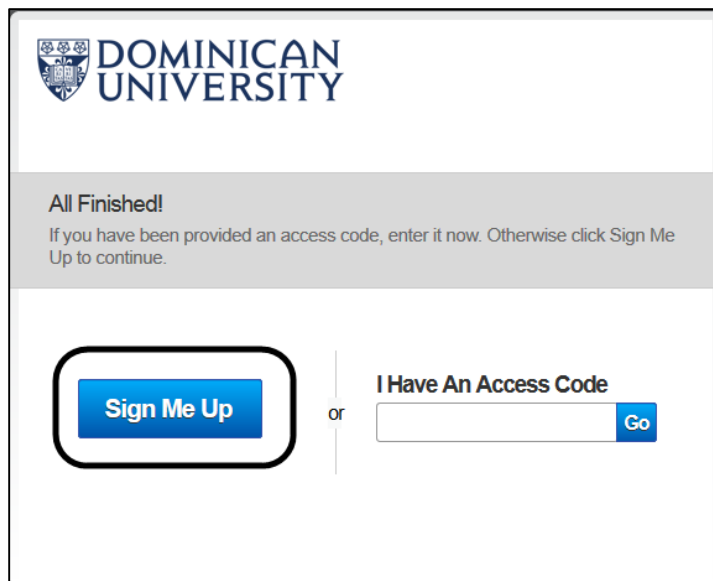 DOMINICAN
UNIVERSITY
All Finished!
If you have been provided an access code, enter it now. Otherwise click Sign Me
Up to continue.
Sign Me Up
or
I Have An Access Code
Go